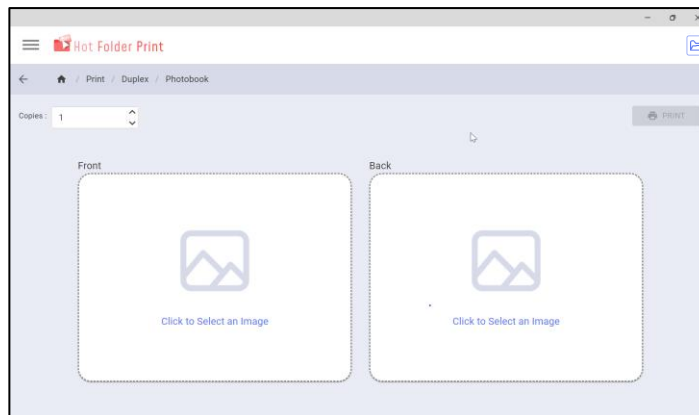 Hot Folder Print
/ Print / Duplex / Photobook
Copies : 1
PRINT
Front
Back
Click to Select an Image
Click to Select an Image